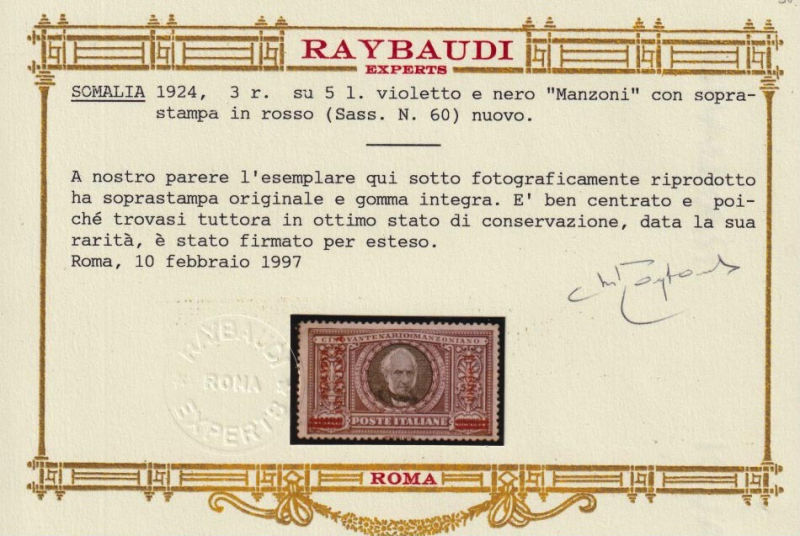 RAYBAUDI
EXPERTS
SOMALIA 1924, 3 r. su 5 l. violetto e nero "Manzoni" con sopra-
stampa in rosso (Sass. N. 60) nuovo.
A nostro parere l'esemplare qui sotto fotograficamente riprodotto
ha soprastampa originale e gomma integra. E' ben centrato e poi-
ché trovasi tuttora in ottimo stato di conservazione, data la sua
rarità, è stato firmato per esteso.
Roma, 10 febbraio 1997
RAYBAUDI
ROMA
EXPERTS
CINQVANTENARIO MANZONIANO
POSTE ITALIANE
ROMA